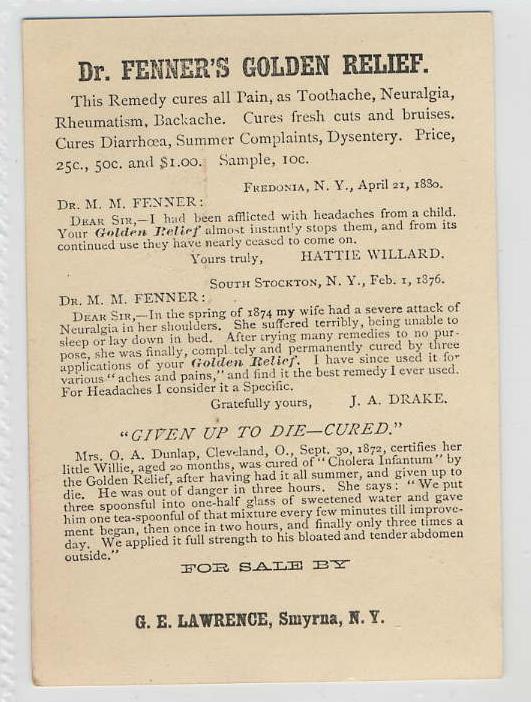 Dr. FENNER'S GOLDEN RELIEF.
This Remedy cures all Pain, as Toothache, Neuralgia,
Rheumatism, Backache. Cures fresh cuts and bruises.
Cures Diarrhœa, Summer Complaints, Dysentery. Price,
25c., 50c. and $1.00. Sample, 10c.
FREDONIA, N. Y., April 21, 1880.
DR. M. M. FENNER:
DEAR SIR,—I had been afflicted with headaches from a child.
Your Golden Relief almost instantly stops them, and from its
continued use they have nearly ceased to come on.
Yours truly, HATTIE WILLARD.
SOUTH STOCKTON, N. Y., Feb. 1, 1876.
DR. M. M. FENNER:
DEAR SIR,—In the spring of 1874 my wife had a severe attack of
Neuralgia in her shoulders. She suffered terribly, being unable to
sleep or lay down in bed. After trying many remedies to no pur-
pose, she was finally, compl tely and permanently cured by three
applications of your Golden Relief. I have since used it for
various "aches and pains," and find it the best remedy I ever used.
For Headaches I consider it a Specific.
Gratefully yours, J. A. DRAKE.
"GIVEN UP TO DIE—CURED."
Mrs. O. A. Dunlap, Cleveland, O., Sept. 30, 1872, certifies her
little Willie, aged 20 months, was cured of "Cholera Infantum" by
the Golden Relief, after having had it all summer, and given up to
die. He was out of danger in three hours. She says: "We put
three spoonsful into one-half glass of sweetened water and gave
him one tea-spoonful of that mixture every few minutes till improve-
ment began, then once in two hours, and finally only three times a
day. We applied it full strength to his bloated and tender abdomen
outside."
FOR SALE BY
G. E. LAWRENCE, Smyrna, N. Y.